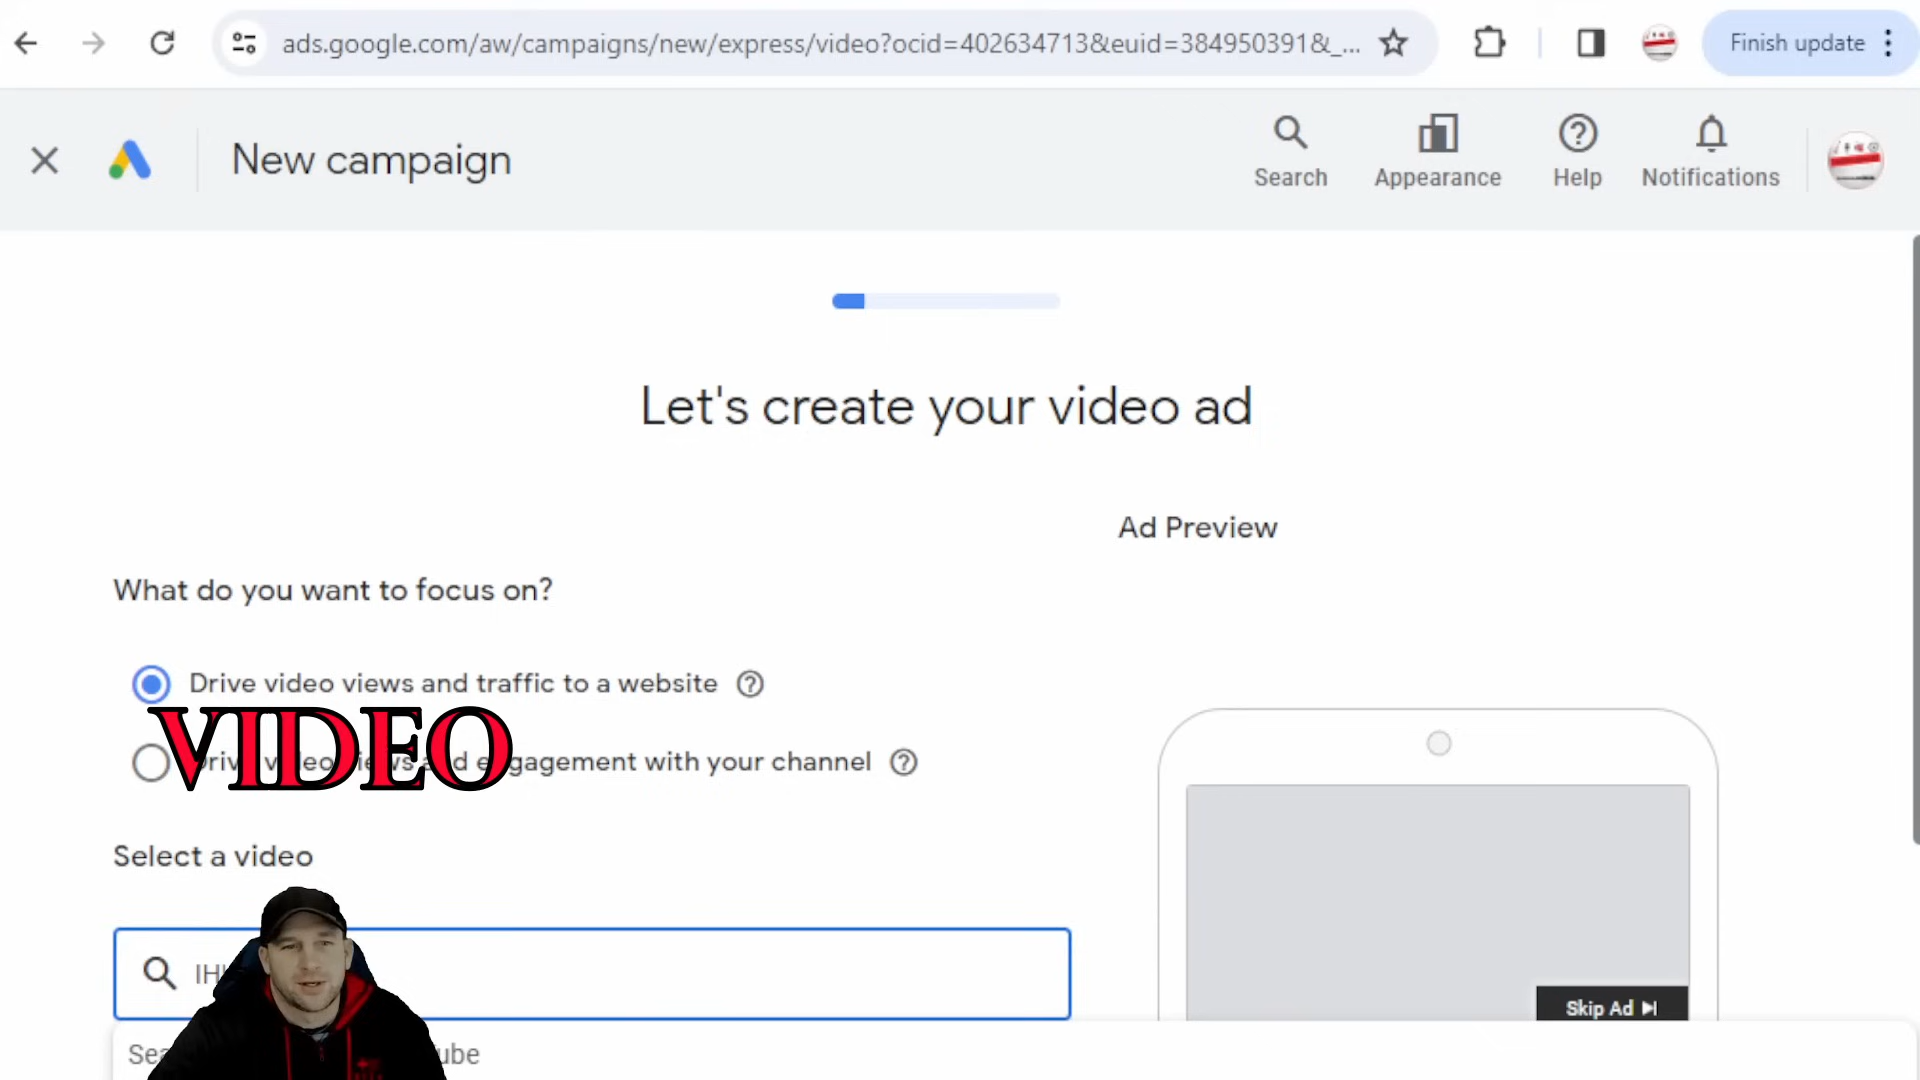 ads.google.com/aw/campaigns/new/express/video?ocid=402634713&euid=384950391&_...
Finish update
New campaign
Search
Appearance
Help
Notifications
Let's create your video ad
Ad Preview
What do you want to focus on?
Drive video views and traffic to a website
VIDEO
engagement with your channel
Select a video
Skip Ad